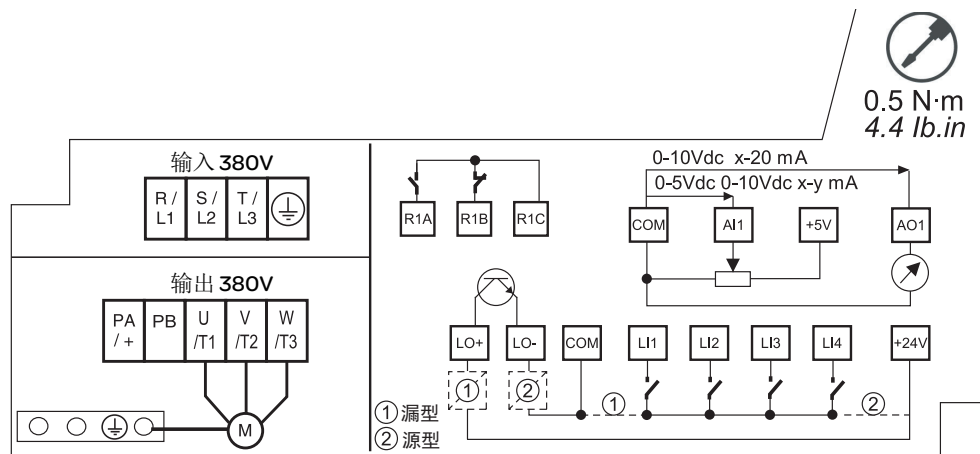 0.5 N·m
4.4 lb.in
输入 380V
R / L1
S / L2
T / L3
输出 380V
PA / +
PB
U /T1
V /T2
W /T3
M
R1A
R1B
R1C
0-10Vdc x-20 mA
0-5Vdc 0-10Vdc x-y mA
COM
AI1
+5V
AO1
LO+
LO-
COM
LI1
LI2
LI3
LI4
+24V
①
②
①
②
① 漏型
② 源型